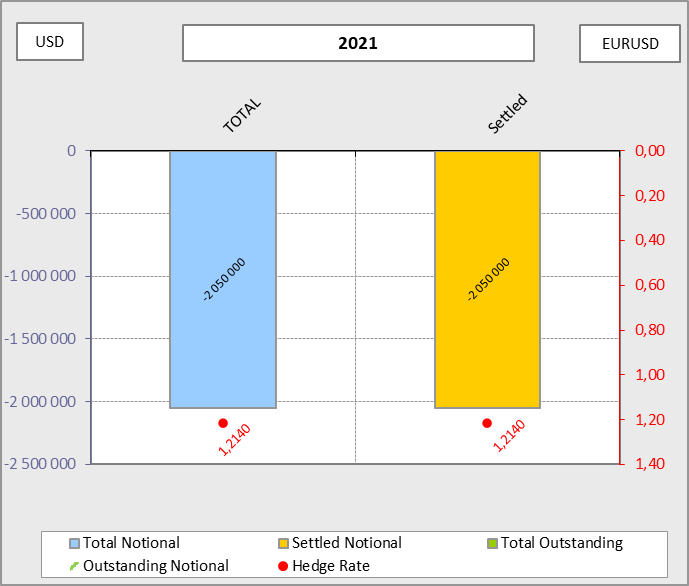 USD
2021
EURUSD
TOTAL
Settled
0
-500 000
-1 000 000
-1 500 000
-2 000 000
-2 500 000
-2 050 000
-2 050 000
1,2140
1,2140
0,00
0,20
0,40
0,60
0,80
1,00
1,20
1,40
Total Notional
Settled Notional
Total Outstanding
Outstanding Notional
Hedge Rate